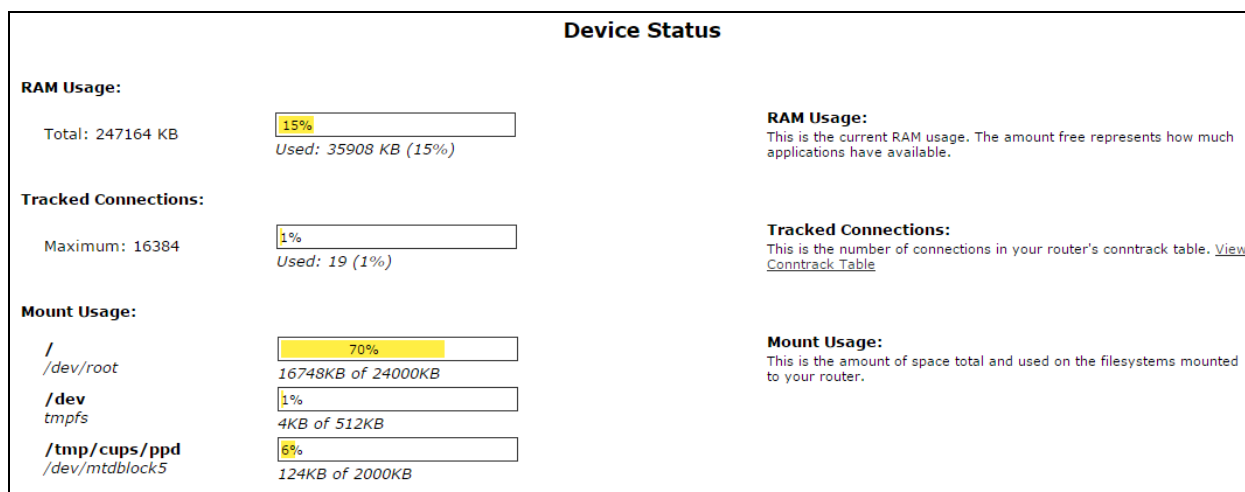 Device Status
RAM Usage:
Total: 247164 KB
15%
Used: 35908 KB (15%)
RAM Usage:
This is the current RAM usage. The amount free represents how much
applications have available.
Tracked Connections:
Maximum: 16384
1%
Used: 19 (1%)
Tracked Connections:
This is the number of connections in your router's conntrack table. View
Conntrack Table
Mount Usage:
/
/dev/root
70%
16748KB of 24000KB
/dev
tmpfs
1%
4KB of 512KB
/tmp/cups/ppd
/dev/mtdblock5
6%
124KB of 2000KB
Mount Usage:
This is the amount of space total and used on the filesystems mounted
to your router.